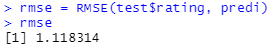 > rmse = RMSE(test$rating, predi)
> rmse
[1] 1.118314